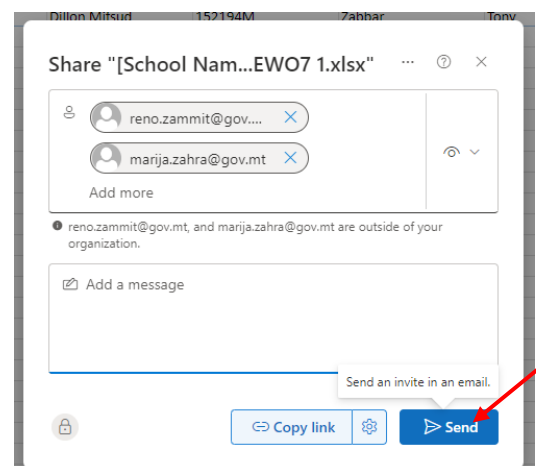 Dillon Mitsud 152194M Zabbar Tony
Share "[School Nam...EWO7 1.xlsx" ...
reno.zammit@gov....
marija.zahra@gov.mt
Add more
reno.zammit@gov.mt, and marija.zahra@gov.mt are outside of your
organization.
Add a message
Send an invite in an email.
Copy link
Send